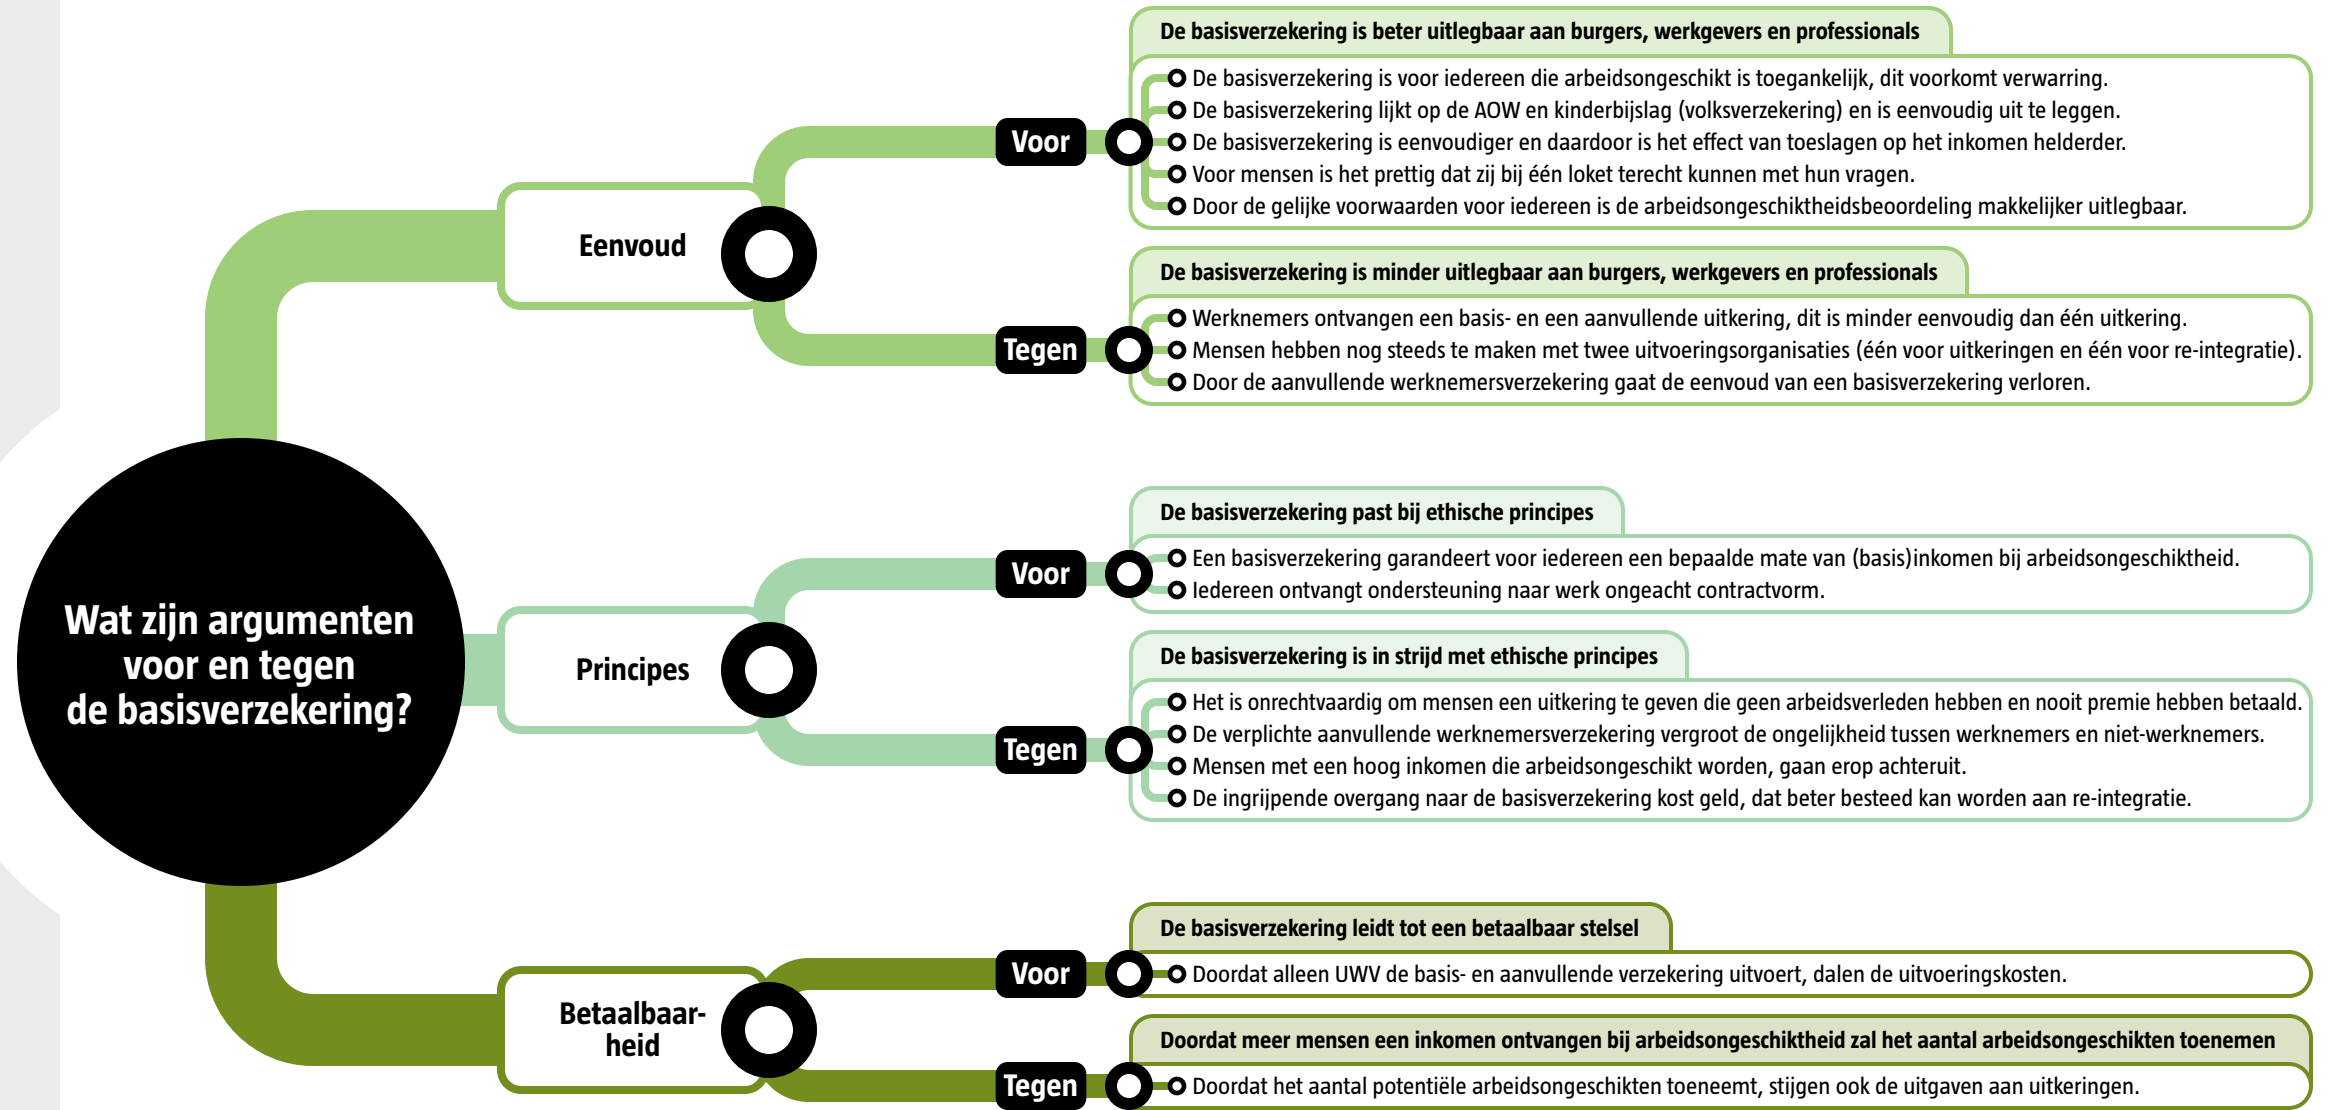 Wat zijn argumenten
voor en tegen
de basisverzekering?
Eenvoud
Voor
De basisverzekering is beter uitlegbaar aan burgers, werkgevers en professionals
De basisverzekering is voor iedereen die arbeidsongeschikt is toegankelijk, dit voorkomt verwarring.
De basisverzekering lijkt op de AOW en kinderbijslag (volksverzekering) en is eenvoudig uit te leggen.
De basisverzekering is eenvoudiger en daardoor is het effect van toeslagen op het inkomen helderder.
Voor mensen is het prettig dat zij bij één loket terecht kunnen met hun vragen.
Door de gelijke voorwaarden voor iedereen is de arbeidsongeschiktheidsbeoordeling makkelijker uitlegbaar.
Tegen
De basisverzekering is minder uitlegbaar aan burgers, werkgevers en professionals
Werknemers ontvangen een basis- en een aanvullende uitkering, dit is minder eenvoudig dan één uitkering.
Mensen hebben nog steeds te maken met twee uitvoeringsorganisaties (één voor uitkeringen en één voor re-integratie).
Door de aanvullende werknemersverzekering gaat de eenvoud van een basisverzekering verloren.
Principes
Voor
De basisverzekering past bij ethische principes
Een basisverzekering garandeert voor iedereen een bepaalde mate van (basis)inkomen bij arbeidsongeschiktheid.
Iedereen ontvangt ondersteuning naar werk ongeacht contractvorm.
Tegen
De basisverzekering is in strijd met ethische principes
Het is onrechtvaardig om mensen een uitkering te geven die geen arbeidsverleden hebben en nooit premie hebben betaald.
De verplichte aanvullende werknemersverzekering vergroot de ongelijkheid tussen werknemers en niet-werknemers.
Mensen met een hoog inkomen die arbeidsongeschikt worden, gaan erop achteruit.
De ingrijpende overgang naar de basisverzekering kost geld, dat beter besteed kan worden aan re-integratie.
Betaalbaar-
heid
Voor
De basisverzekering leidt tot een betaalbaar stelsel
Doordat alleen UWV de basis- en aanvullende verzekering uitvoert, dalen de uitvoeringskosten.
Tegen
Doordat meer mensen een inkomen ontvangen bij arbeidsongeschiktheid zal het aantal arbeidsongeschikten toenemen
Doordat het aantal potentiële arbeidsongeschikten toeneemt, stijgen ook de uitgaven aan uitkeringen.